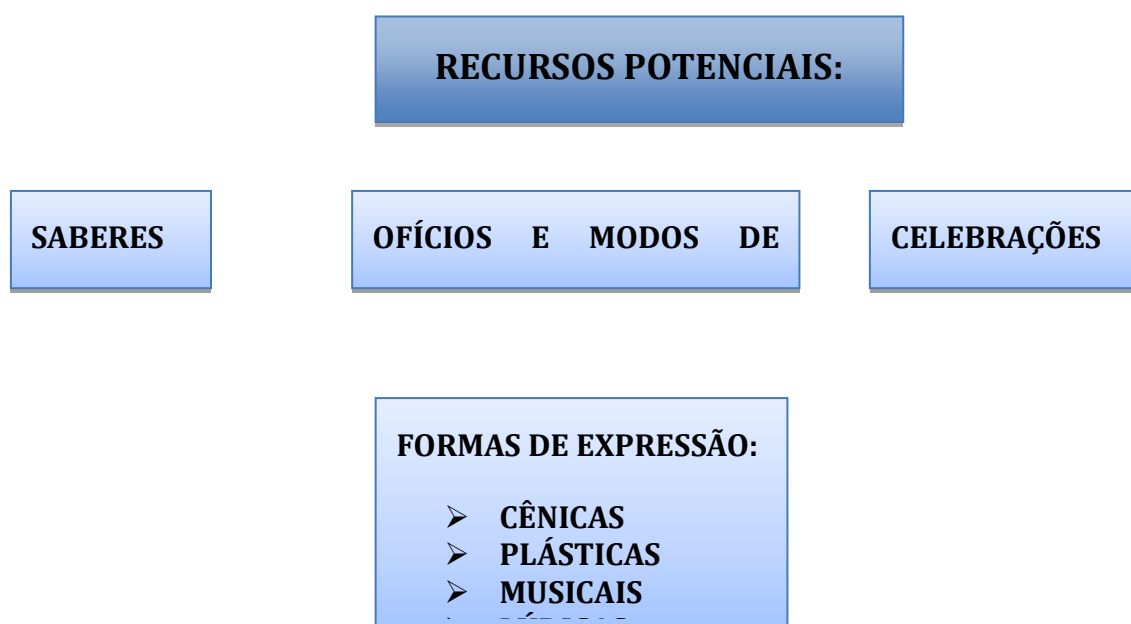 RECURSOS POTENCIAIS:
SABERES
OFÍCIOS E MODOS DE
CELEBRAÇÕES
FORMAS DE EXPRESSÃO:
➢ CÊNICAS
➢ PLÁSTICAS
➢ MUSICAIS